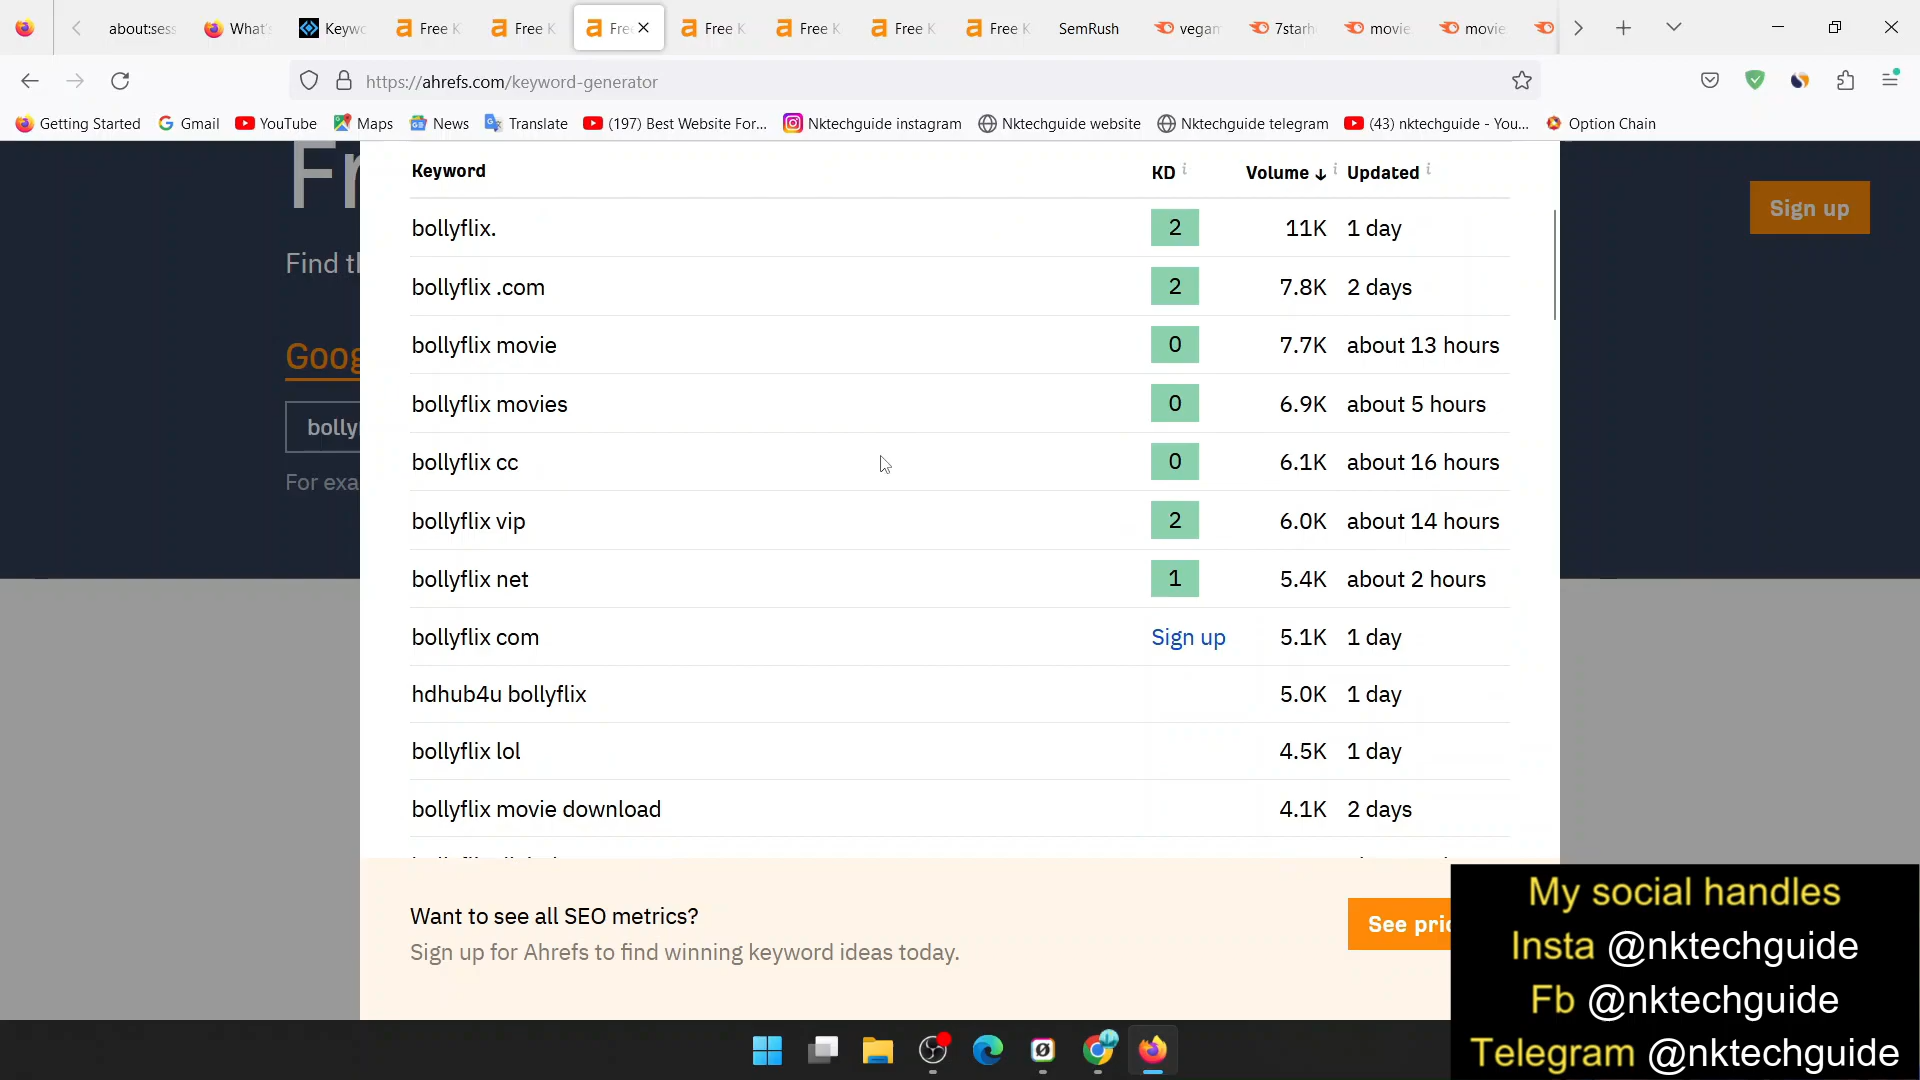 about:sess
What'
Keywo
Free K
Free K
Fre
Free K
Free K
Free K
Free K
SemRush
vegam
7starh
movie
movie
https://ahrefs.com/keyword-generator
Getting Started
Gmail
YouTube
Maps
News
Translate
(197) Best Website For...
Nktechguide instagram
Nktechguide website
Nktechguide telegram
(43) nktechguide - You...
Option Chain
Fr
Sign up
Find th
Goog
bolly
For exa
Keyword KD i Volume ↓ i Updated i
bollyflix. 2 11K 1 day
bollyflix .com 2 7.8K 2 days
bollyflix movie 0 7.7K about 13 hours
bollyflix movies 0 6.9K about 5 hours
bollyflix cc 0 6.1K about 16 hours
bollyflix vip 2 6.0K about 14 hours
bollyflix net 1 5.4K about 2 hours
bollyflix com Sign up 5.1K 1 day
hdhub4u bollyflix 5.0K 1 day
bollyflix lol 4.5K 1 day
bollyflix movie download 4.1K 2 days
Want to see all SEO metrics?
Sign up for Ahrefs to find winning keyword ideas today.
See pric
My social handles
Insta @nktechguide
Fb @nktechguide
Telegram @nktechguide